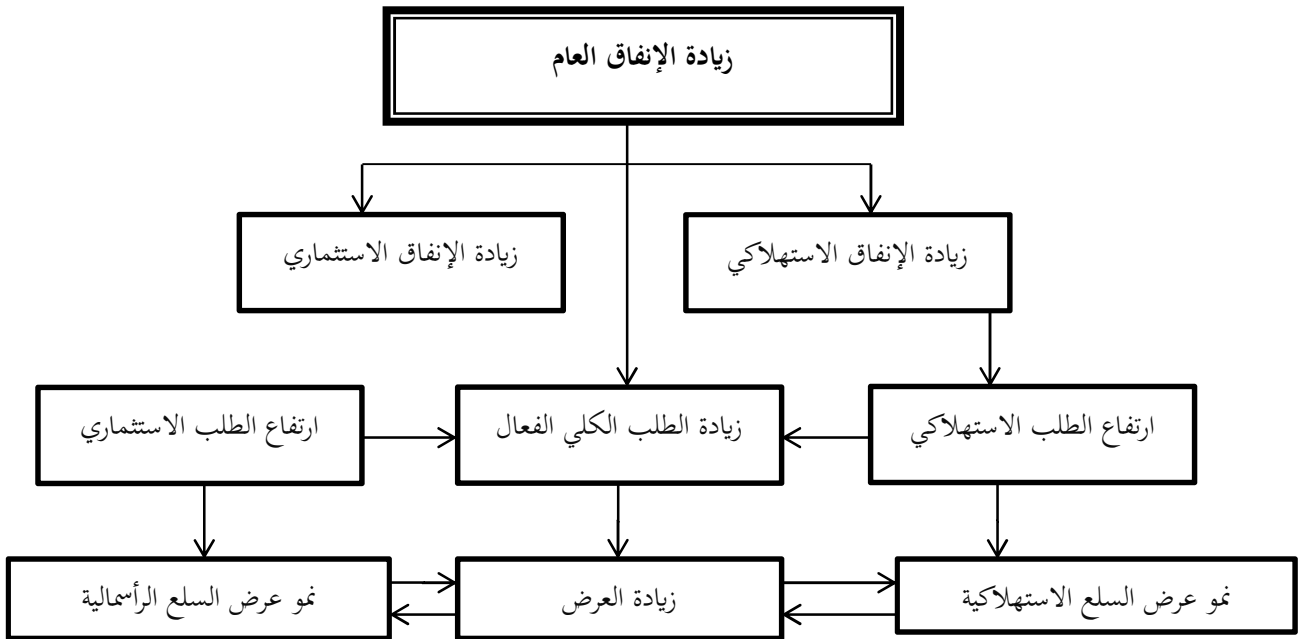 زيادة الإنفاق العام
زيادة الإنفاق الاستهلاكي
زيادة الإنفاق الاستثماري
ارتفاع الطلب الاستهلاكي
زيادة الطلب الكلي الفعال
ارتفاع الطلب الاستثماري
نمو عرض السلع الاستهلاكية
زيادة العرض
نمو عرض السلع الرأسمالية